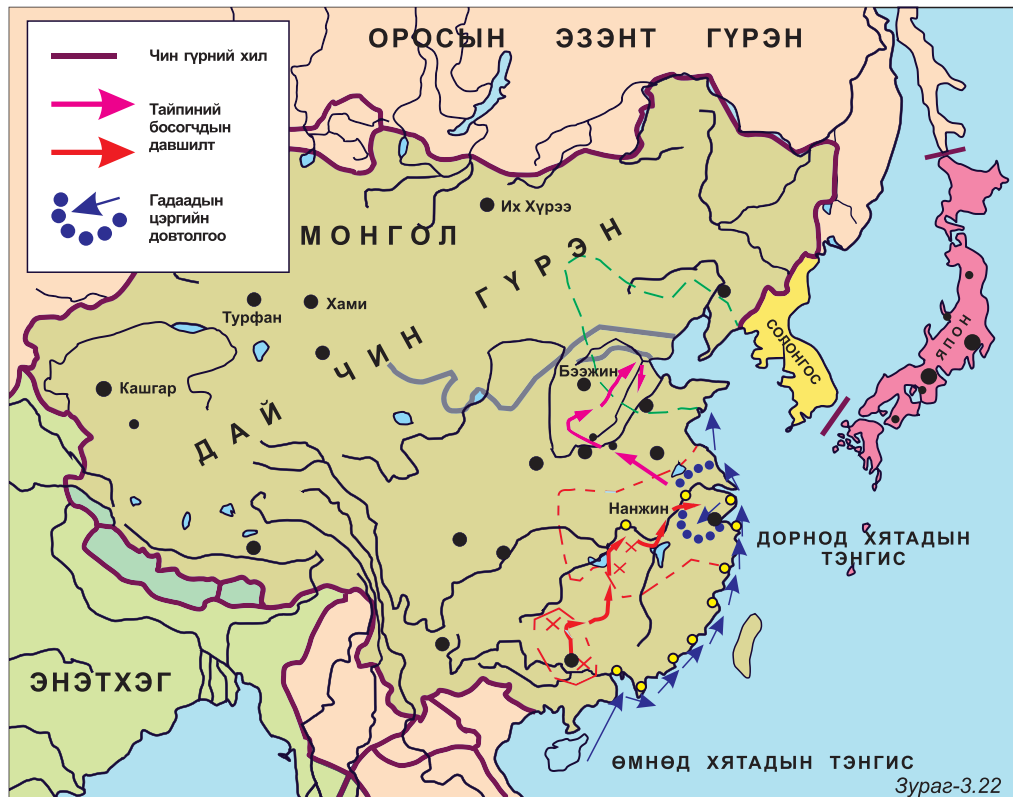 ОРОСЫН ЭЗЭНТ ГҮРЭН
Чин гүрний хил
Тайпиний
босогчдын
давшилт
Гадаадын
цэргийн
довтолгоо
Их Хүрээ
МОНГОЛ
ДАЙ ЧИН ГҮРЭН
Хами
Турфан
Кашгар
Бээжин
СОЛОНГОС
ЯПОН
Нанжин
ДОРНОД ХЯТАДЫН
ТЭНГИС
ЭНЭТХЭГ
ӨМНӨД ХЯТАДЫН ТЭНГИС
Зураг-3.22